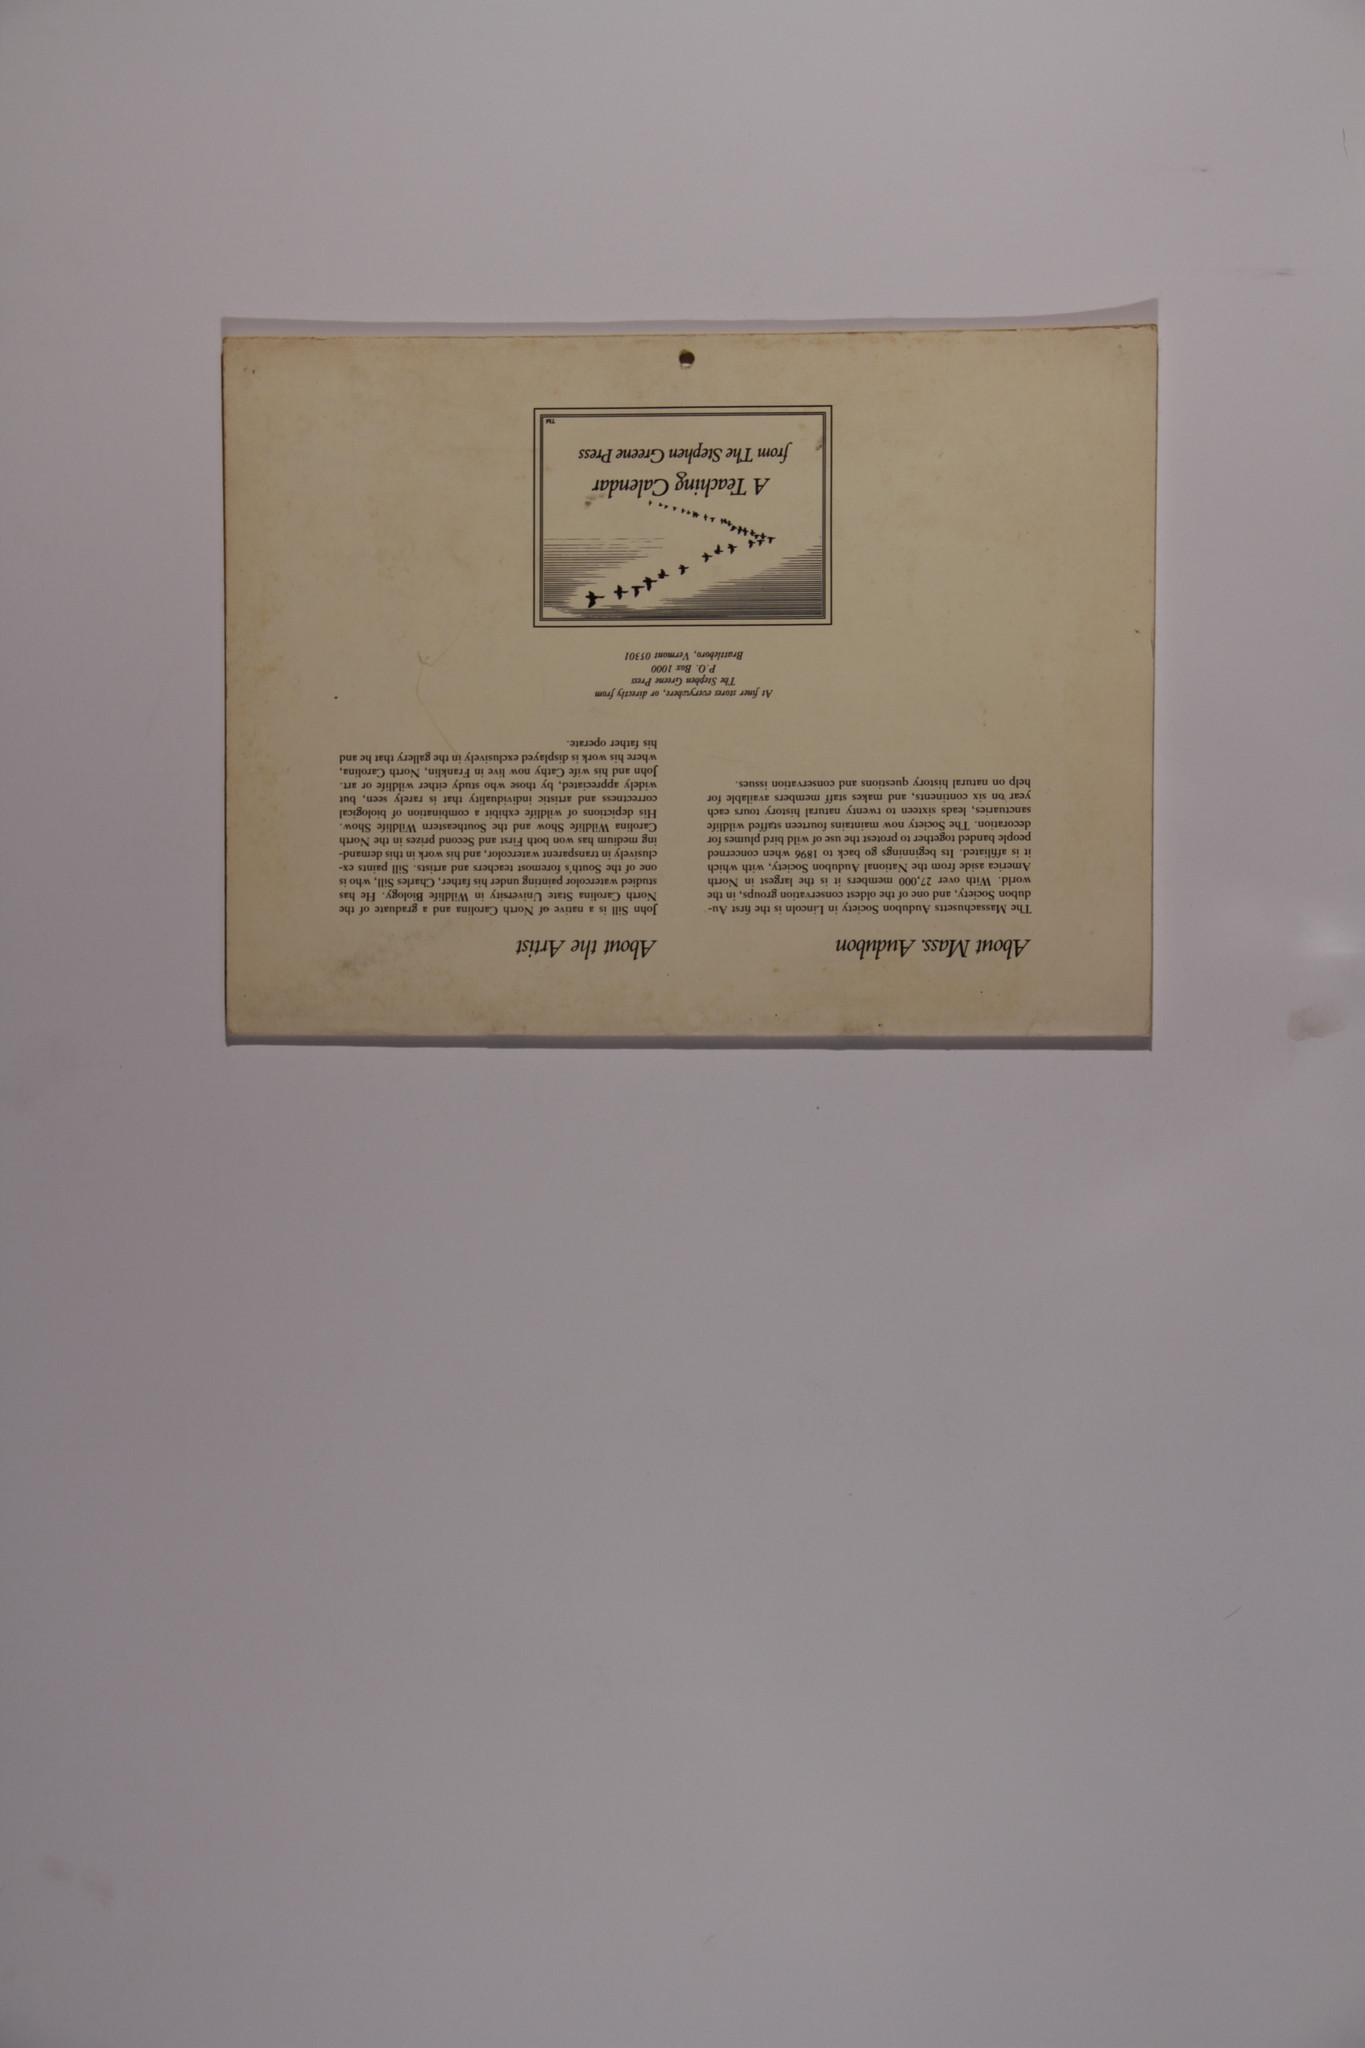 About Mass. Audubon
The Massachusetts Audubon Society in Lincoln is the first Au-
dubon Society, and one of the oldest conservation groups, in the
world. With over 27,000 members it is the largest in North
America aside from the National Audubon Society, with which
it is affiliated. Its beginnings go back to 1896 when concerned
people banded together to protest the use of wild bird plumes for
decoration. The Society now maintains fourteen staffed wildlife
sanctuaries, leads sixteen to twenty natural history tours each
year on six continents, and makes staff members available for
help on natural history questions and conservation issues.
About the Artist
John Sill is a native of North Carolina and a graduate of the
North Carolina State University in Wildlife Biology. He has
studied watercolor painting under his father, Charles Sill, who is
one of the South's foremost teachers and artists. Sill paints ex-
clusively in transparent watercolor, and his work in this demand-
ing medium has won both First and Second prizes in the North
Carolina Wildlife Show and the Southeastern Wildlife Show.
His depictions of wildlife exhibit a combination of biological
correctness and artistic individuality that is rarely seen, but
widely appreciated, by those who study either wildlife or art.
John and his wife Cathy now live in Franklin, North Carolina,
where his work is displayed exclusively in the gallery that he and
his father operate.
At finer stores everywhere, or directly from
The Stephen Greene Press
P.O. Box 1000
Brattleboro, Vermont 05301
A Teaching Calendar
from The Stephen Greene Press
TM